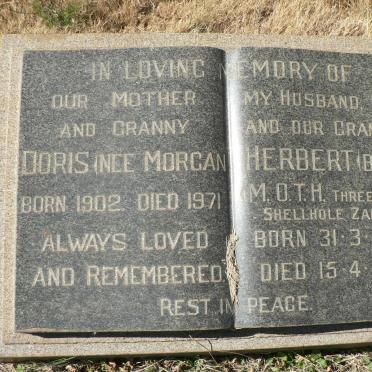 IN LOVING MEMORY OF
OUR MOTHER
AND GRANNY
DORIS (NEE MORGAN
BORN 1902 DIED 1971
ALWAYS LOVED
AND REMEMBERED
MY HUSBAND,
AND OUR GRAN
HERBERT (B
(M.O.T.H. THREE
SHELLHOLE ZA
BORN 31·3
DIED 15·4
REST IN PEACE.